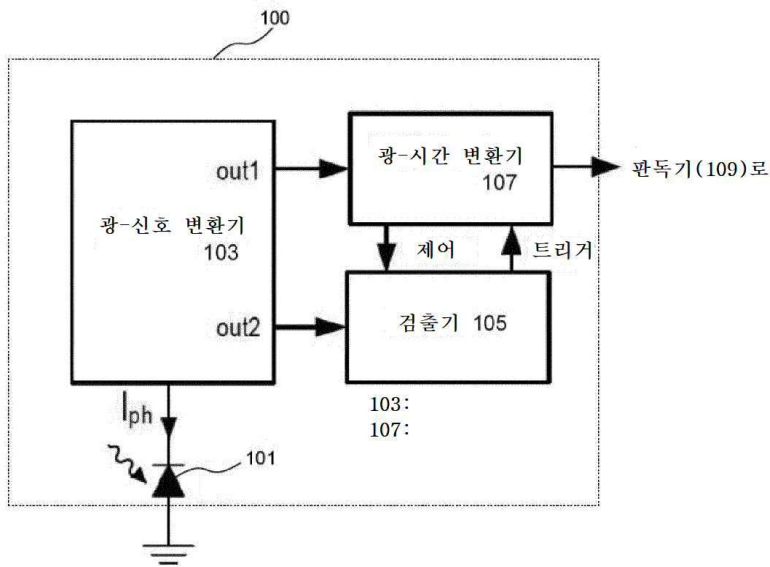 100
out1
광-시간 변환기
107
판독기(109)로
광-신호 변환기
103
제어
트리거
out2
검출기 105
103:
107:
Iph
101